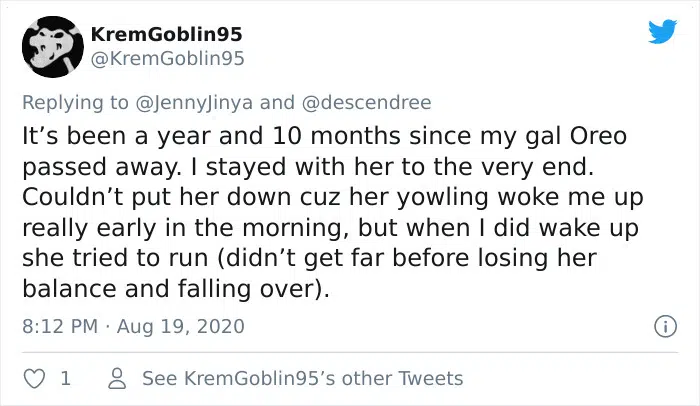 KremGoblin95
@KremGoblin95
Replying to @JennyJinya and @descendree
It’s been a year and 10 months since my gal Oreo
passed away. I stayed with her to the very end.
Couldn’t put her down cuz her yowling woke me up
really early in the morning, but when I did wake up
she tried to run (didn’t get far before losing her
balance and falling over).
8:12 PM · Aug 19, 2020
1 See KremGoblin95’s other Tweets